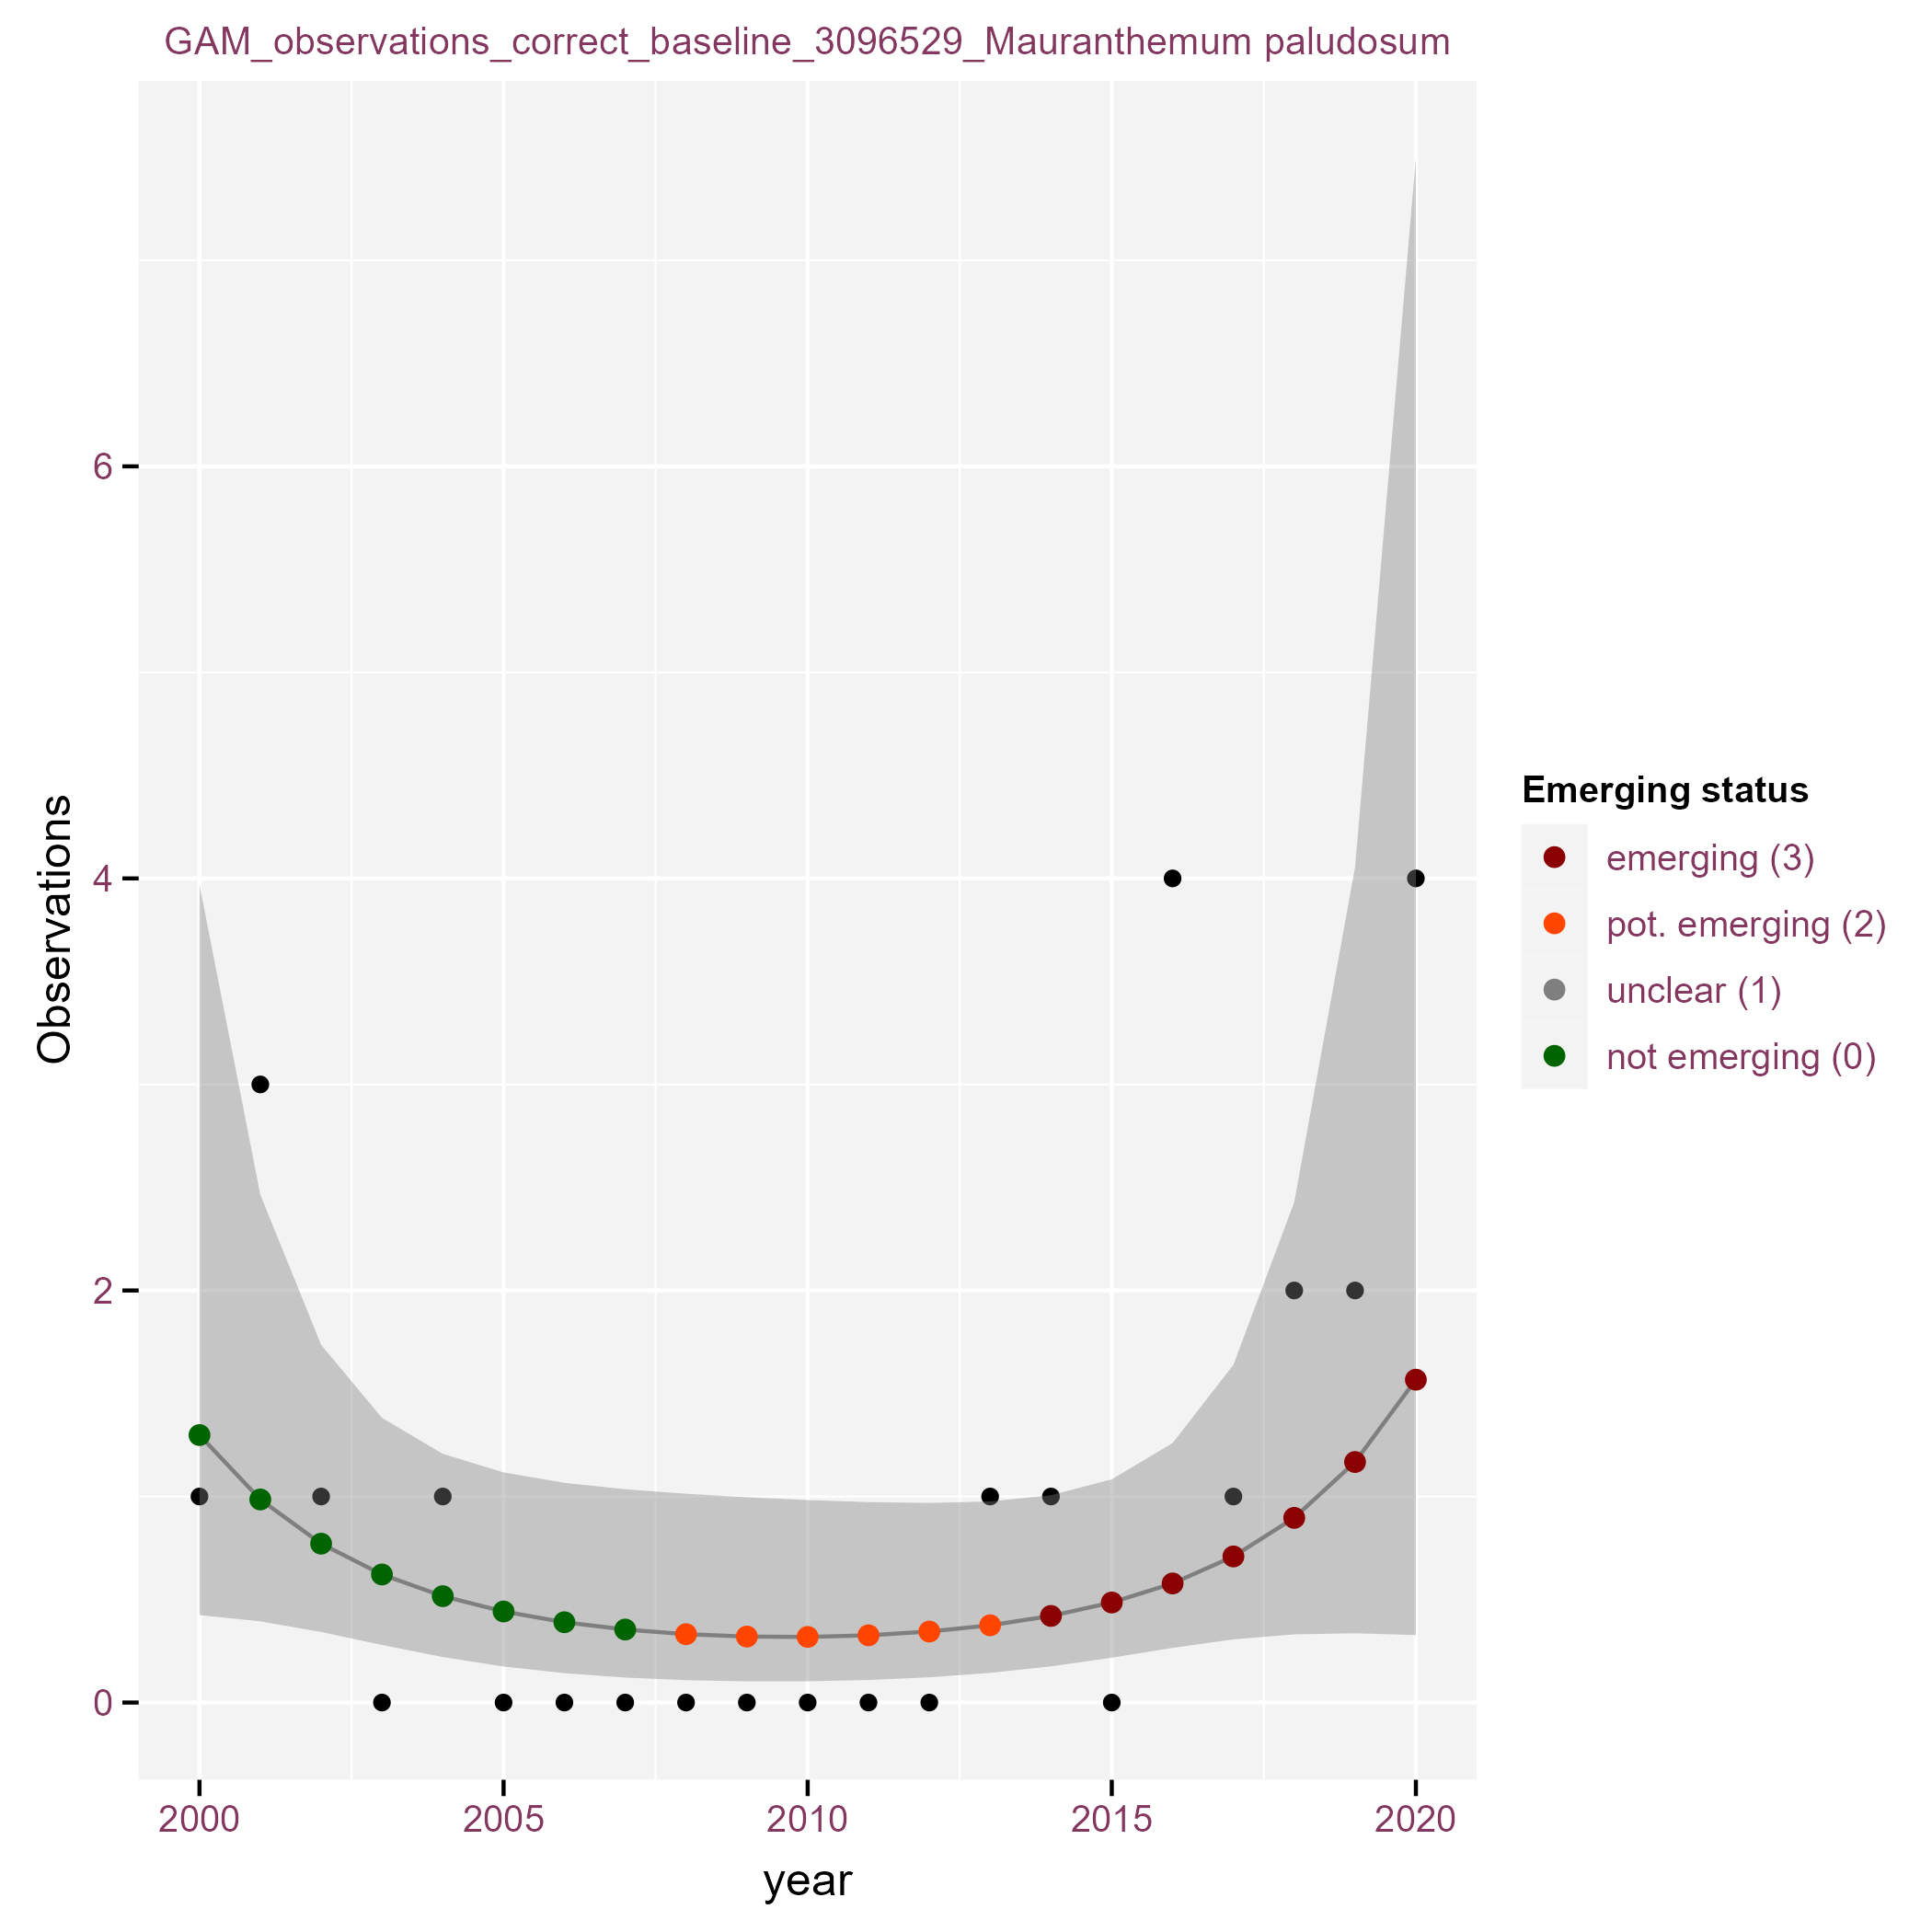 GAM_observations_correct_baseline_3096529_Mauranthemum paludosum
Observations
6
4
2
0
2000 2005 2010 2015 2020
year
Emerging status
emerging (3)
pot. emerging (2)
unclear (1)
not emerging (0)